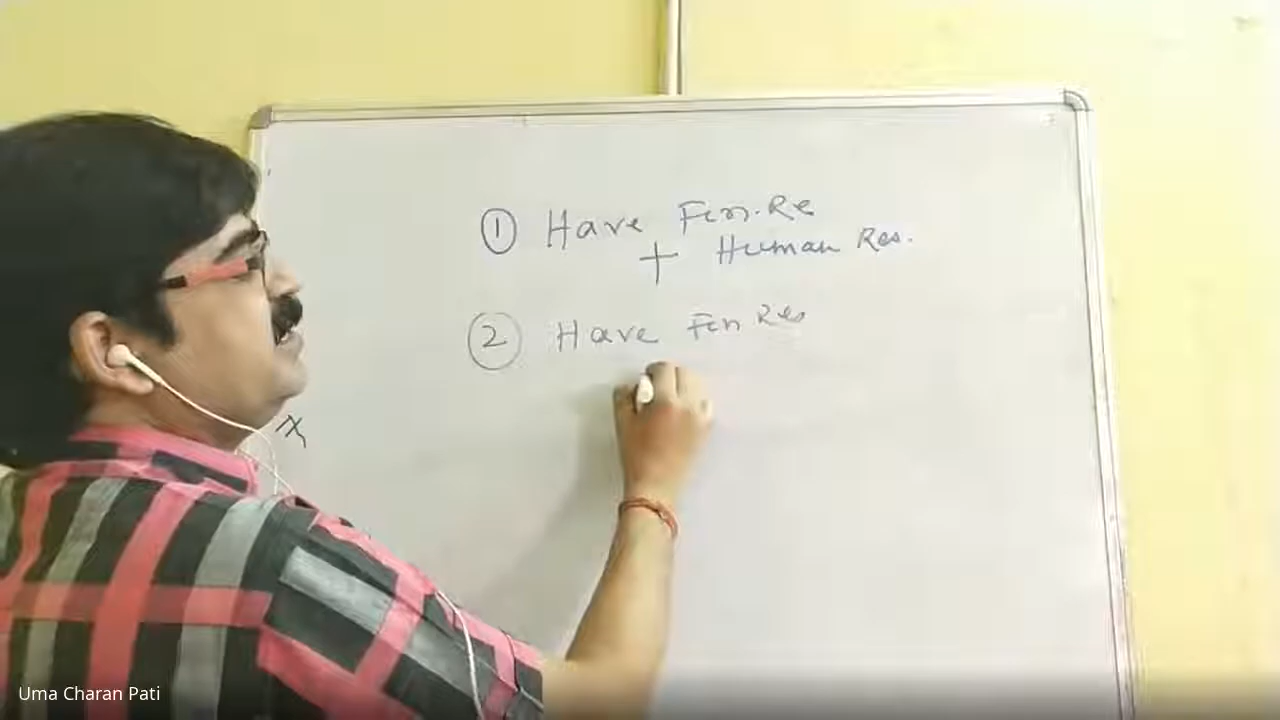 ① Have Fin.Re
+ Human Res.
② Have Fin Res
x
Uma Charan Pati